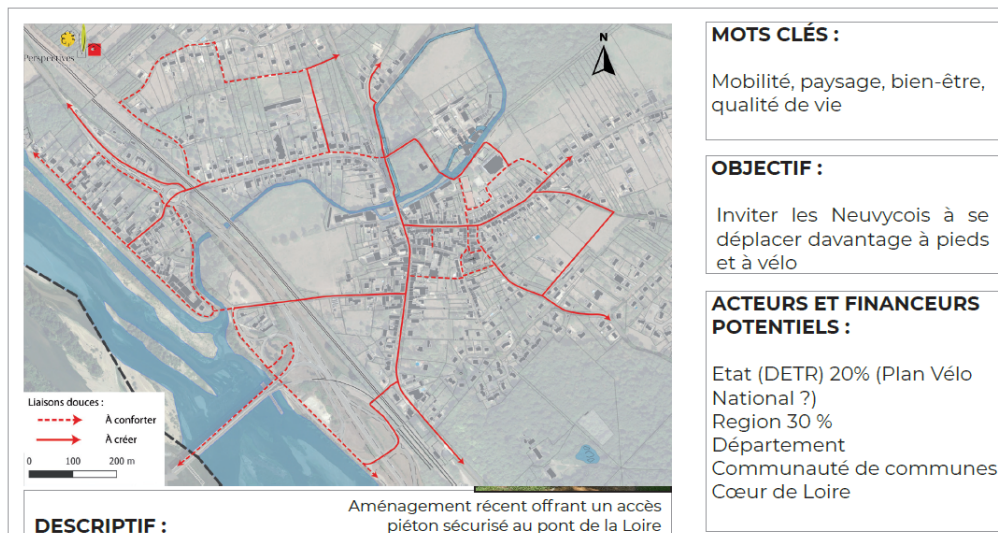 Perspectives
N
Liaisons douces :
À conforter
À créer
0 100 200 m
MOTS CLÉS :
Mobilité, paysage, bien-être,
qualité de vie
OBJECTIF :
Inviter les Neuvycois à se
déplacer davantage à pieds
et à vélo
ACTEURS ET FINANCEURS
POTENTIELS :
Etat (DETR) 20% (Plan Vélo
National ?)
Region 30 %
Département
Communauté de communes
Cœur de Loire
Aménagement récent offrant un accès
piéton sécurisé au pont de la Loire
DESCRIPTIF :